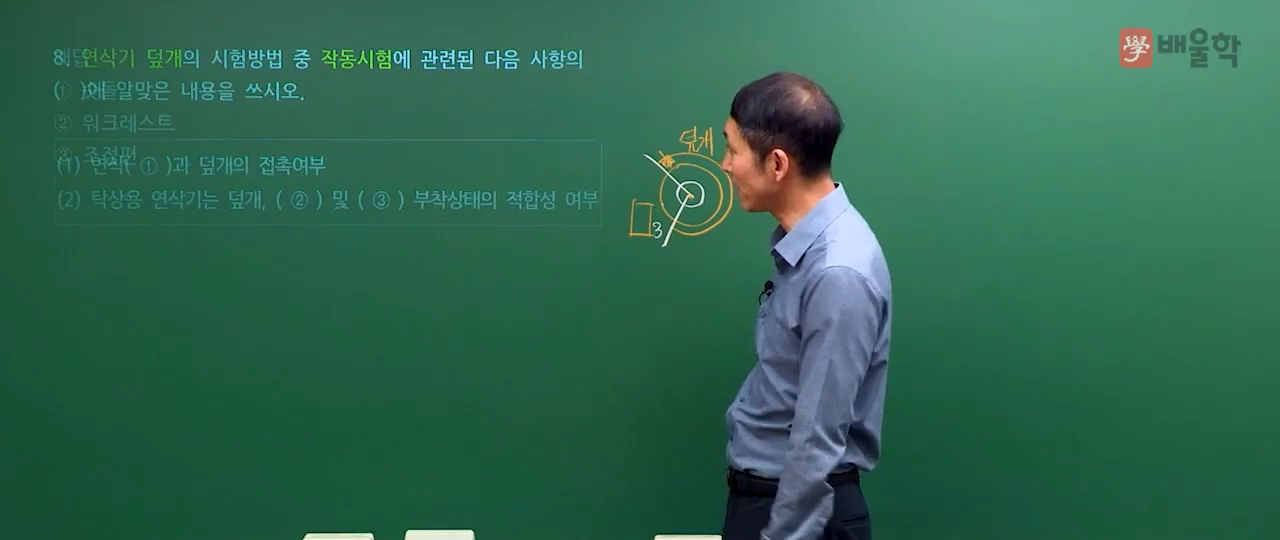 8. 연삭기 덮개의 시험방법 중 작동시험에 관련된 다음 사항의
( )에 알맞은 내용을 쓰시오.
② 워크레스트
(1) 연삭( ① )과 덮개의 접촉여부
(2) 탁상용 연삭기는 덮개, ( ② ) 및 ( ③ ) 부착상태의 적합성 여부
덮개
3
學 배울학